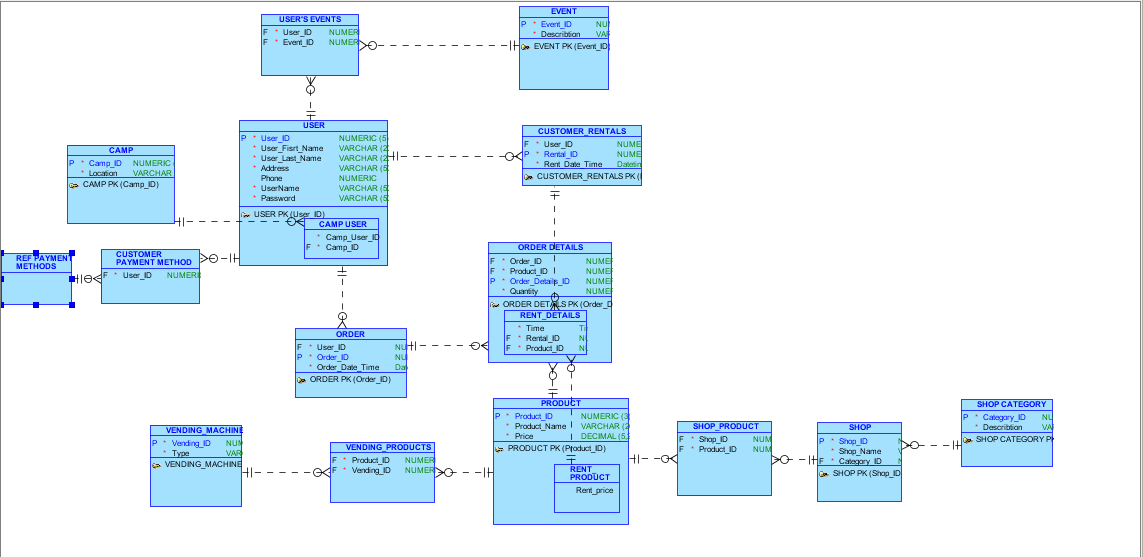 USER'S EVENTS
F * User_ID NUMER
F * Event_ID NUMER
EVENT
P * Event_ID NU
* Describtion VAR
EVENT PK (Event_ID)
USER
P * User_ID NUMERIC (5)
* User_Fisrt_Name VARCHAR (2
* User_Last_Name VARCHAR (2
* Address VARCHAR (5
Phone NUMERIC
* UserName VARCHAR (5
* Password VARCHAR (5
USER PK (User_ID)
CAMP USER
* Camp_User_ID
F * Camp_ID
CUSTOMER_RENTALS
F * User_ID NUME
P * Rental_ID NUME
* Rent_Date_Time Datetin
CUSTOMER_RENTALS PK (
CAMP
P * Camp_ID NUMERIC
* Location VARCHAR
CAMP PK (Camp_ID)
REF PAYMENT
METHODS
CUSTOMER
PAYMENT METHOD
F * User_ID NUMERI
ORDER DETAILS
F * Order_ID NUMER
F * Product_ID NUMER
P * Order_Details_ID NUMER
* Quantity NUMER
ORDER DETAILS PK (Order_D
RENT_DETAILS
* Time Ti
F * Rental_ID N
F * Product_ID N
ORDER
F * User_ID NU
P * Order_ID NU
* Order_Date_Time Dat
ORDER PK (Order_ID)
PRODUCT
P * Product_ID NUMERIC (3
* Product_Name VARCHAR (2
* Price DECIMAL (5,
PRODUCT PK (Product_ID)
RENT
PRODUCT
Rent_price
VENDING_MACHINE
P * Vending_ID NUM
* Type VAR
VENDING_MACHINE
VENDING_PRODUCTS
F * Product_ID NUMER
F * Vending_ID NUMER
SHOP_PRODUCT
F * Shop_ID NUM
F * Product_ID NUM
SHOP
P * Shop_ID
* Shop_Name
F * Category_ID
SHOP PK (Shop_ID
SHOP CATEGORY
P * Category_ID NU
* Describtion VA
SHOP CATEGORY P